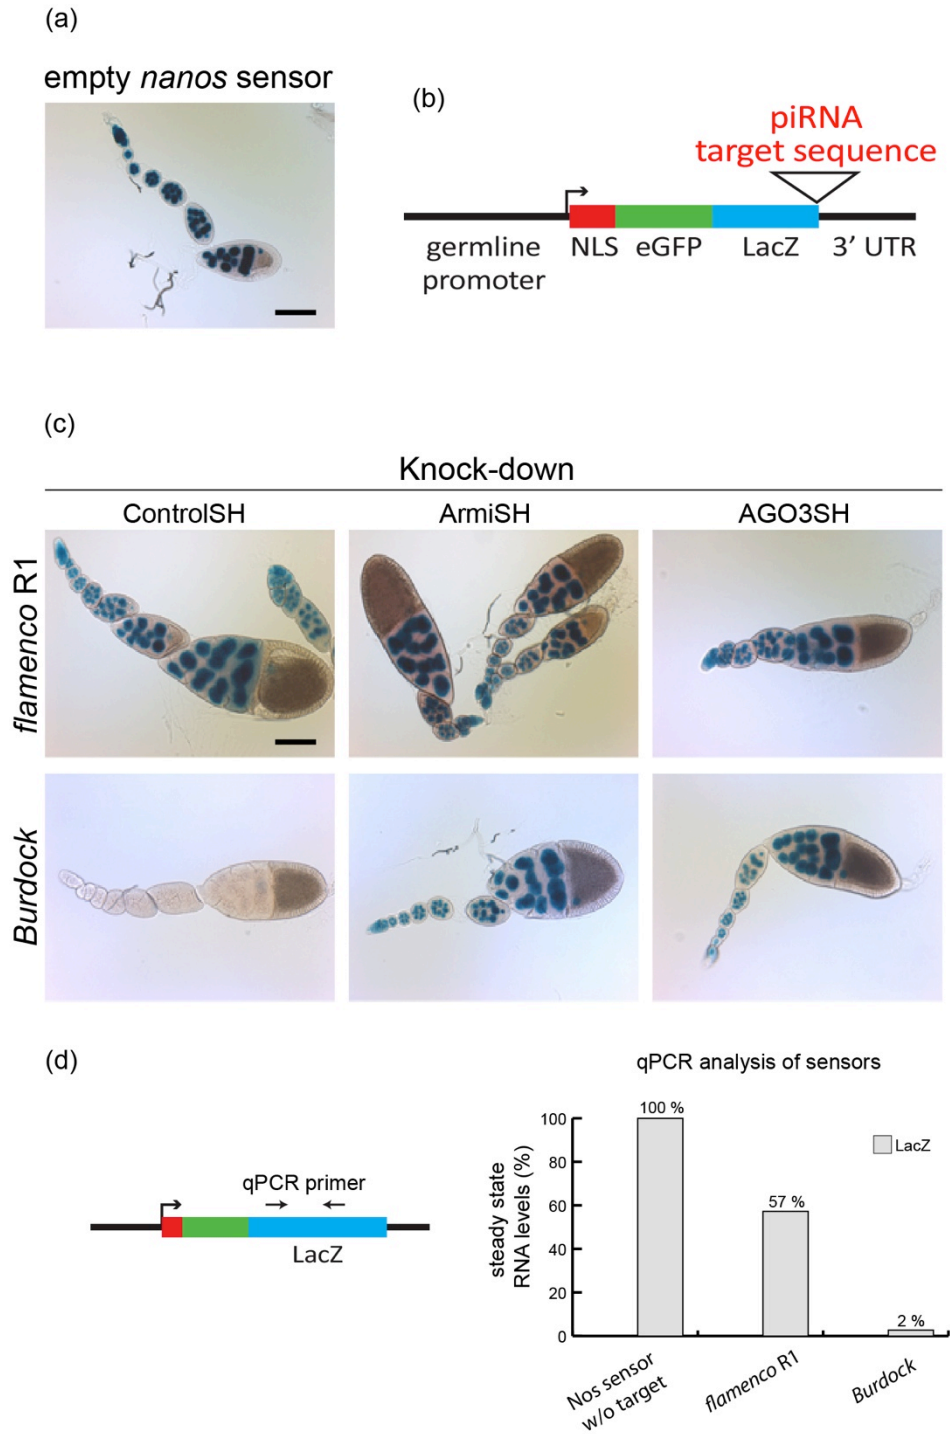 (a)
empty nanos sensor
(b)
piRNA
target sequence
germline
promoter
NLS
eGFP
LacZ
3’ UTR
(c)
Knock-down
ControlSH
ArmiSH
AGO3SH
flamenco R1
Burdock
(d)
qPCR primer
LacZ
qPCR analysis of sensors
steady state
RNA levels (%)
100
80
60
40
20
0
100 %
57 %
2 %
LacZ
Nos sensor
w/o target
flamenco R1
Burdock